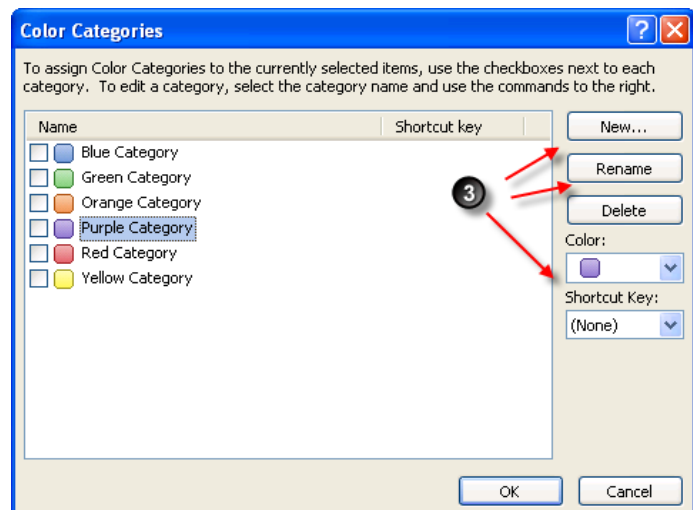 Color Categories
To assign Color Categories to the currently selected items, use the checkboxes next to each
category. To edit a category, select the category name and use the commands to the right.
Name Shortcut key
New...
Blue Category
Green Category
Rename
Orange Category
3
Delete
Purple Category
Color:
Red Category
Yellow Category
Shortcut Key:
(None)
OK Cancel